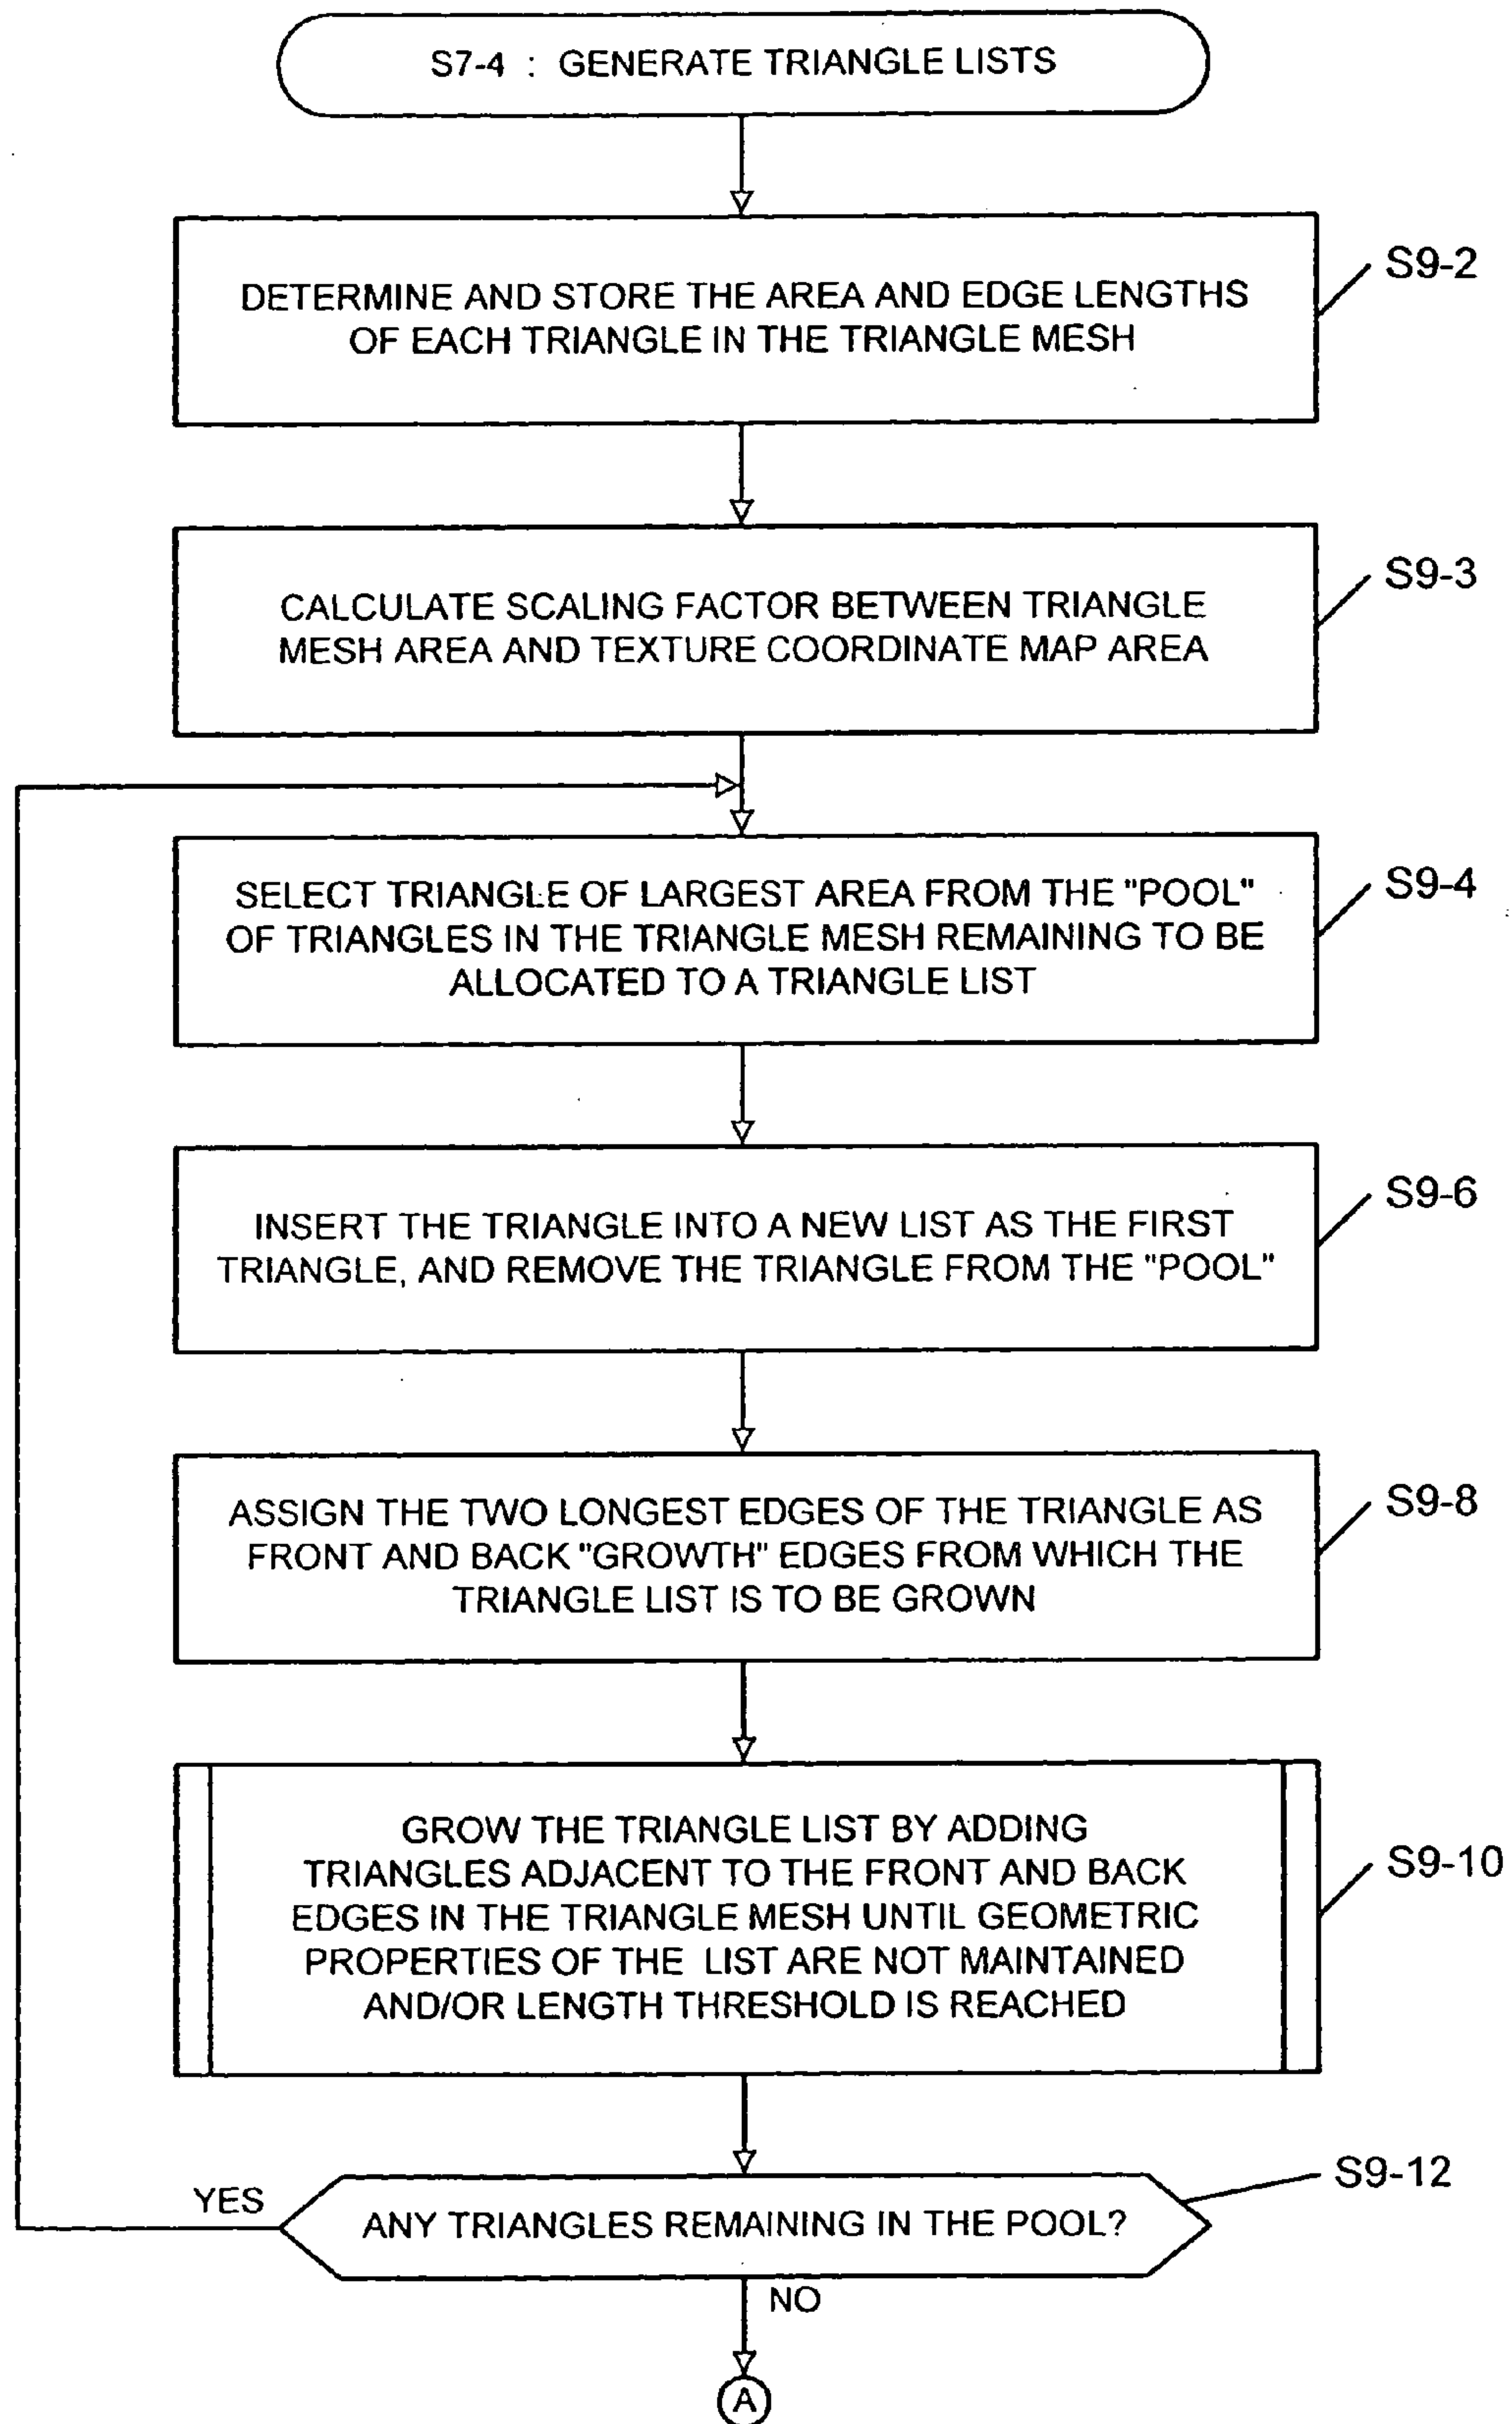 S7-4 : GENERATE TRIANGLE LISTS
DETERMINE AND STORE THE AREA AND EDGE LENGTHS
OF EACH TRIANGLE IN THE TRIANGLE MESH
S9-2
CALCULATE SCALING FACTOR BETWEEN TRIANGLE
MESH AREA AND TEXTURE COORDINATE MAP AREA
S9-3
SELECT TRIANGLE OF LARGEST AREA FROM THE "POOL"
OF TRIANGLES IN THE TRIANGLE MESH REMAINING TO BE
ALLOCATED TO A TRIANGLE LIST
S9-4
INSERT THE TRIANGLE INTO A NEW LIST AS THE FIRST
TRIANGLE, AND REMOVE THE TRIANGLE FROM THE "POOL"
S9-6
ASSIGN THE TWO LONGEST EDGES OF THE TRIANGLE AS
FRONT AND BACK "GROWTH" EDGES FROM WHICH THE
TRIANGLE LIST IS TO BE GROWN
S9-8
GROW THE TRIANGLE LIST BY ADDING
TRIANGLES ADJACENT TO THE FRONT AND BACK
EDGES IN THE TRIANGLE MESH UNTIL GEOMETRIC
PROPERTIES OF THE LIST ARE NOT MAINTAINED
AND/OR LENGTH THRESHOLD IS REACHED
S9-10
YES
ANY TRIANGLES REMAINING IN THE POOL?
S9-12
NO
A